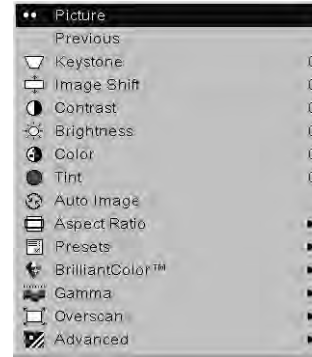 Picture
Previous
Keystone
Image Shift
Contrast
Brightness
Color
Tint
Auto Image
Aspect Ratio
Presets
BrilliantColor™
Gamma
Overscan
Advanced